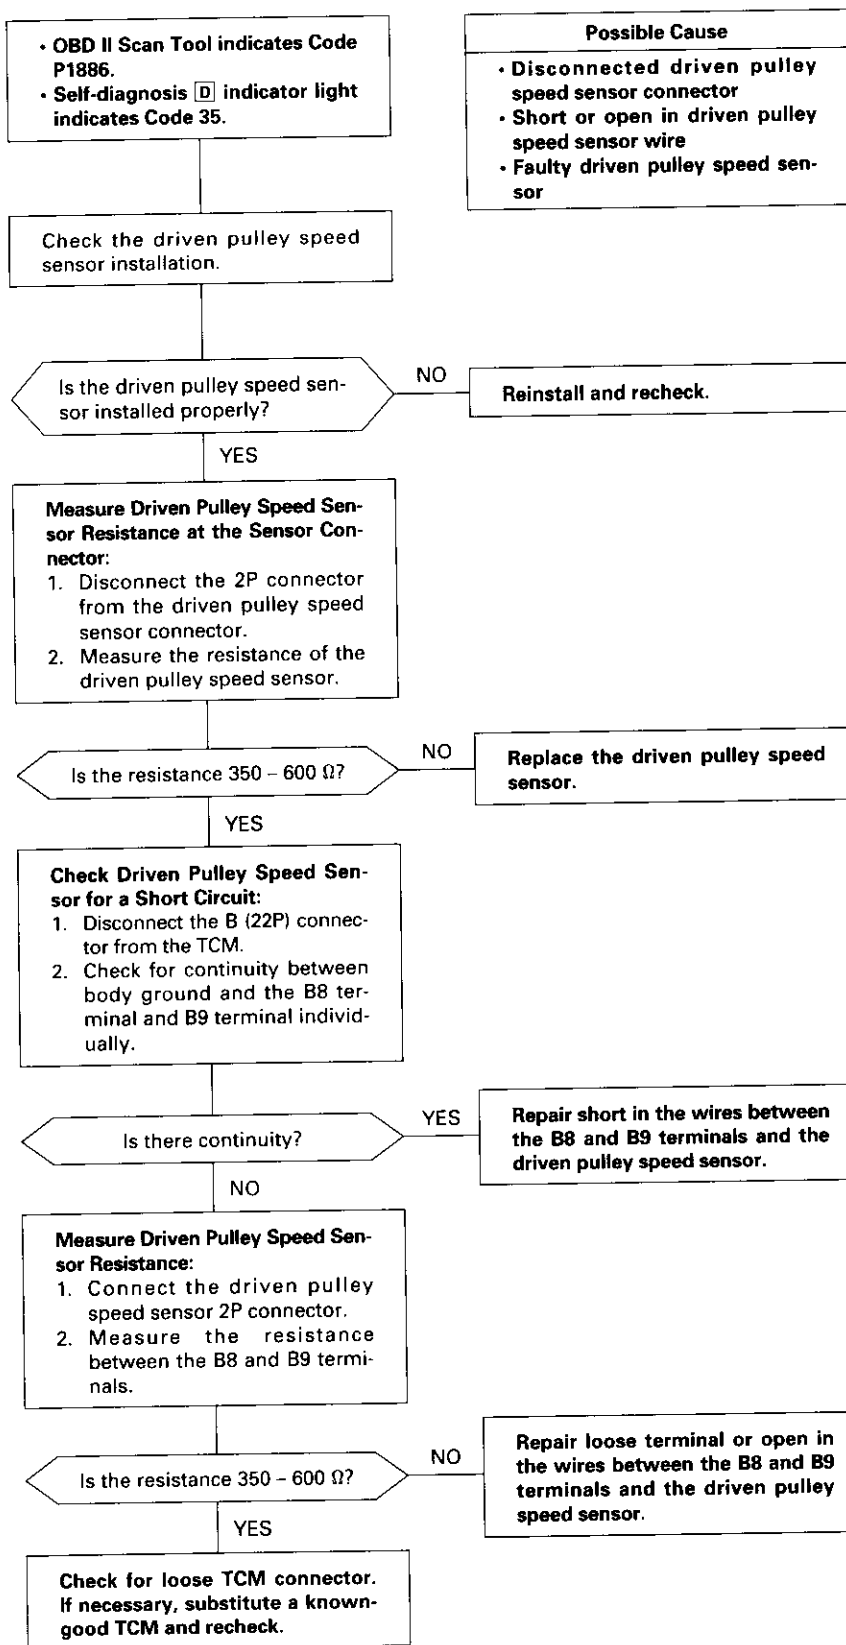 • OBD II Scan Tool indicates Code
P1886.
• Self-diagnosis D indicator light
indicates Code 35.
Possible Cause
• Disconnected driven pulley
speed sensor connector
• Short or open in driven pulley
speed sensor wire
• Faulty driven pulley speed sen-
sor
Check the driven pulley speed
sensor installation.
Is the driven pulley speed sen-
sor installed properly?
NO
Reinstall and recheck.
YES
Measure Driven Pulley Speed Sen-
sor Resistance at the Sensor Con-
nector:
1. Disconnect the 2P connector
from the driven pulley speed
sensor connector.
2. Measure the resistance of the
driven pulley speed sensor.
Is the resistance 350 – 600 Ω?
NO
Replace the driven pulley speed
sensor.
YES
Check Driven Pulley Speed Sen-
sor for a Short Circuit:
1. Disconnect the B (22P) connec-
tor from the TCM.
2. Check for continuity between
body ground and the B8 ter-
minal and B9 terminal individ-
ually.
Is there continuity?
YES
Repair short in the wires between
the B8 and B9 terminals and the
driven pulley speed sensor.
NO
Measure Driven Pulley Speed Sen-
sor Resistance:
1. Connect the driven pulley
speed sensor 2P connector.
2. Measure the resistance
between the B8 and B9 termi-
nals.
Is the resistance 350 – 600 Ω?
NO
Repair loose terminal or open in
the wires between the B8 and B9
terminals and the driven pulley
speed sensor.
YES
Check for loose TCM connector.
If necessary, substitute a known-
good TCM and recheck.